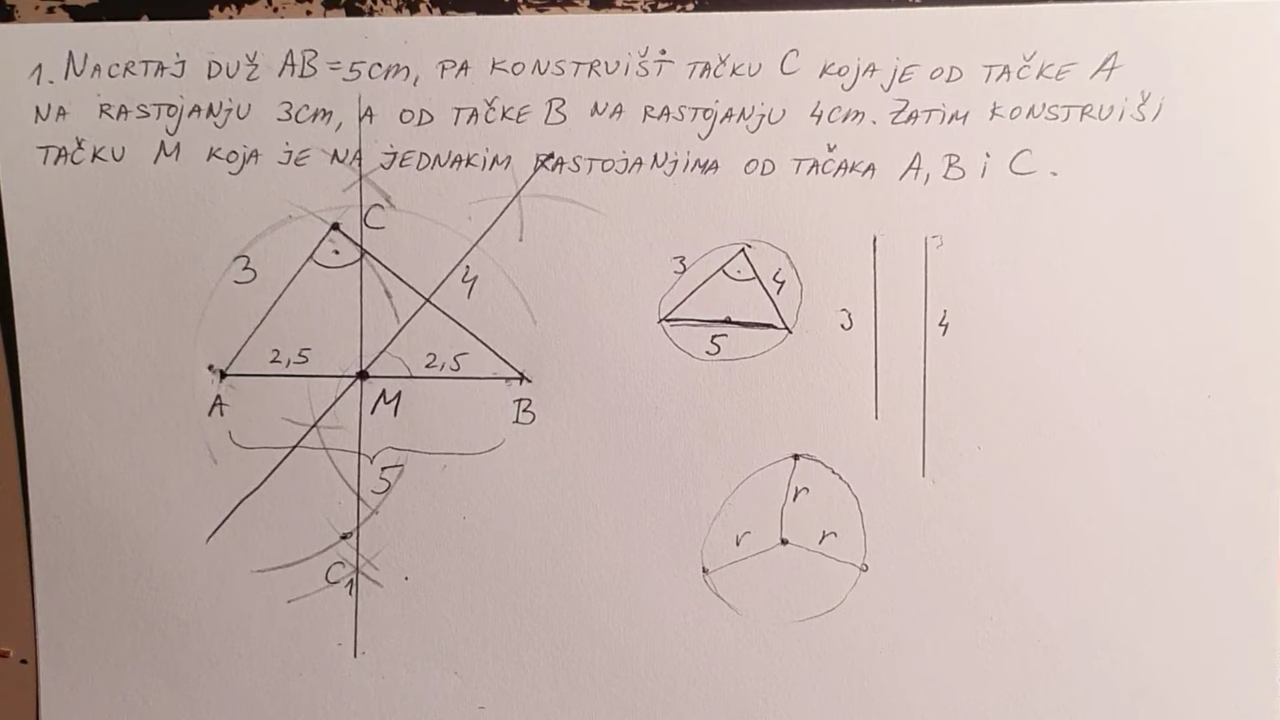 1. NACRTAJ DUŽ AB=5cm, PA KONSTRUIŠI TAČKU C KOJA JE OD TAČKE A
NA RASTOJANJU 3cm, A OD TAČKE B NA RASTOJANJU 4cm. ZATIM KONSTRUIŠI
TAČKU M KOJA JE NA JEDNAKIM RASTOJANJIMA OD TAČAKA A, B i C.
C
3
4
2,5
2,5
A
M
B
5
C1
3
4
5
3
3
4
r
r
r